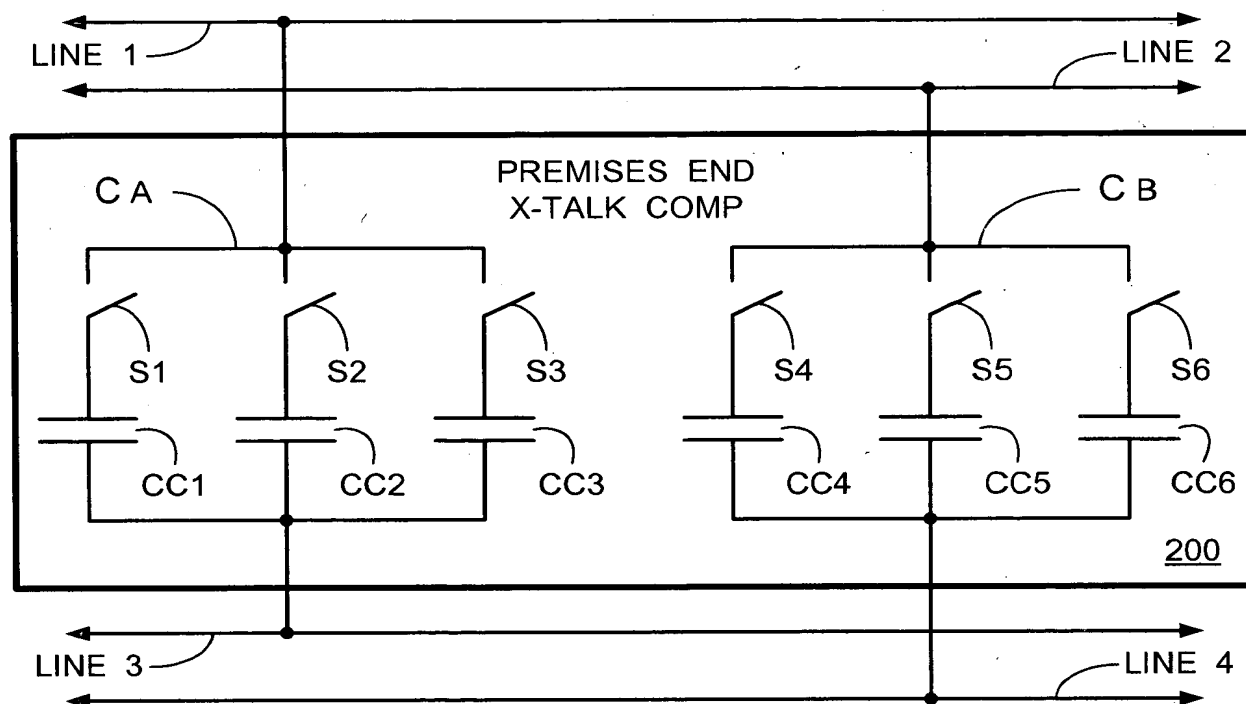 LINE 1
LINE 2
PREMISES END
X-TALK COMP
C A
C B
S1
S2
S3
S4
S5
S6
CC1
CC2
CC3
CC4
CC5
CC6
200
LINE 3
LINE 4